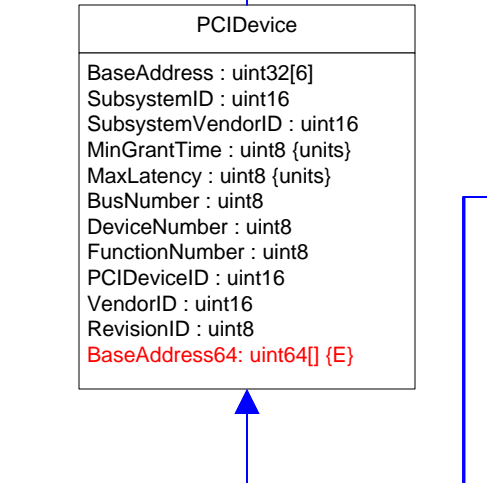 PCIDevice
BaseAddress : uint32[6]
SubsystemID : uint16
SubsystemVendorID : uint16
MinGrantTime : uint8 {units}
MaxLatency : uint8 {units}
BusNumber : uint8
DeviceNumber : uint8
FunctionNumber : uint8
PCIDeviceID : uint16
VendorID : uint16
RevisionID : uint8
BaseAddress64: uint64[] {E}